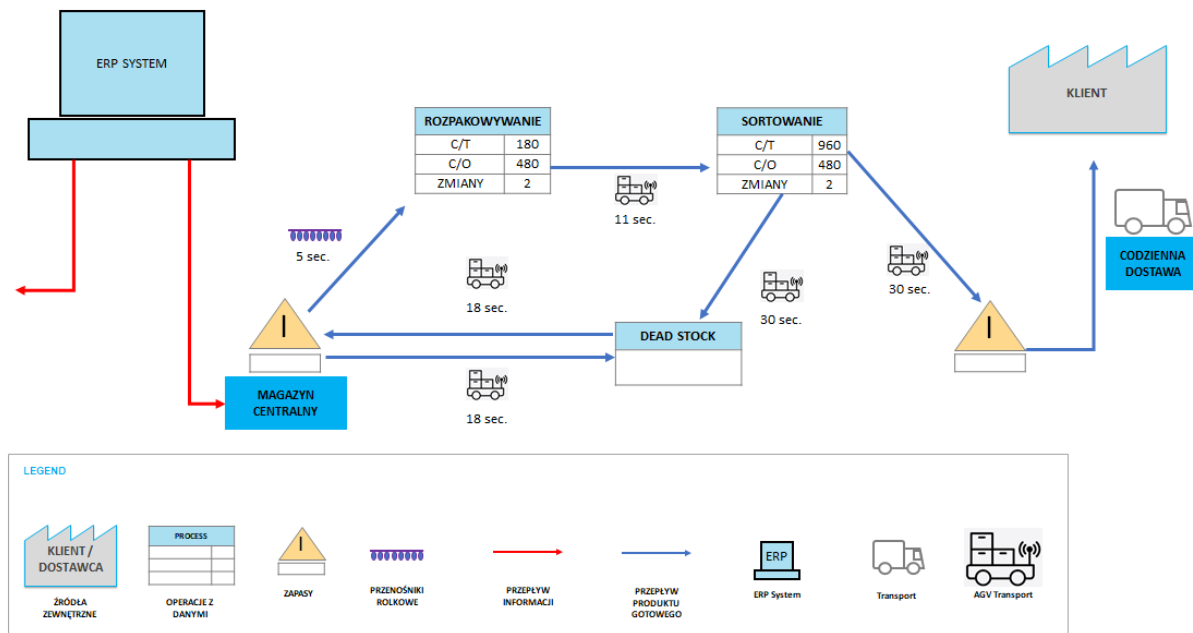 ERP SYSTEM
KLIENT
ROZPAKOWYWANIE
C/T 180
C/O 480
ZMIANY 2
SORTOWANIE
C/T 960
C/O 480
ZMIANY 2
11 sec.
5 sec.
18 sec.
30 sec.
30 sec.
CODZIENNA
DOSTAWA
I
I
DEAD STOCK
MAGAZYN
CENTRALNY
18 sec.
LEGEND
KLIENT /
DOSTAWCA
PROCESS
I
ERP
ŹRÓDŁA
ZEWNĘTRZNE
OPERACJE Z
DANYMI
ZAPASY
PRZENOŚNIKI
ROLKOWE
PRZEPŁYW
INFORMACJI
PRZEPŁYW
PRODUKTU
GOTOWEGO
ERP System
Transport
AGV Transport